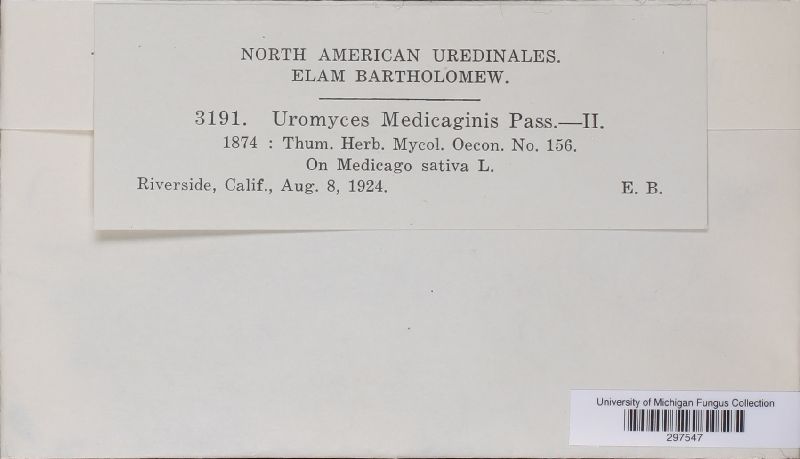 NORTH AMERICAN UREDINALES.
ELAM BARTHOLOMEW.
3191. Uromyces Medicaginis Pass.—II.
1874 : Thum. Herb. Mycol. Oecon. No. 156.
On Medicago sativa L.
Riverside, Calif., Aug. 8, 1924. E. B.
University of Michigan Fungus Collection
297547